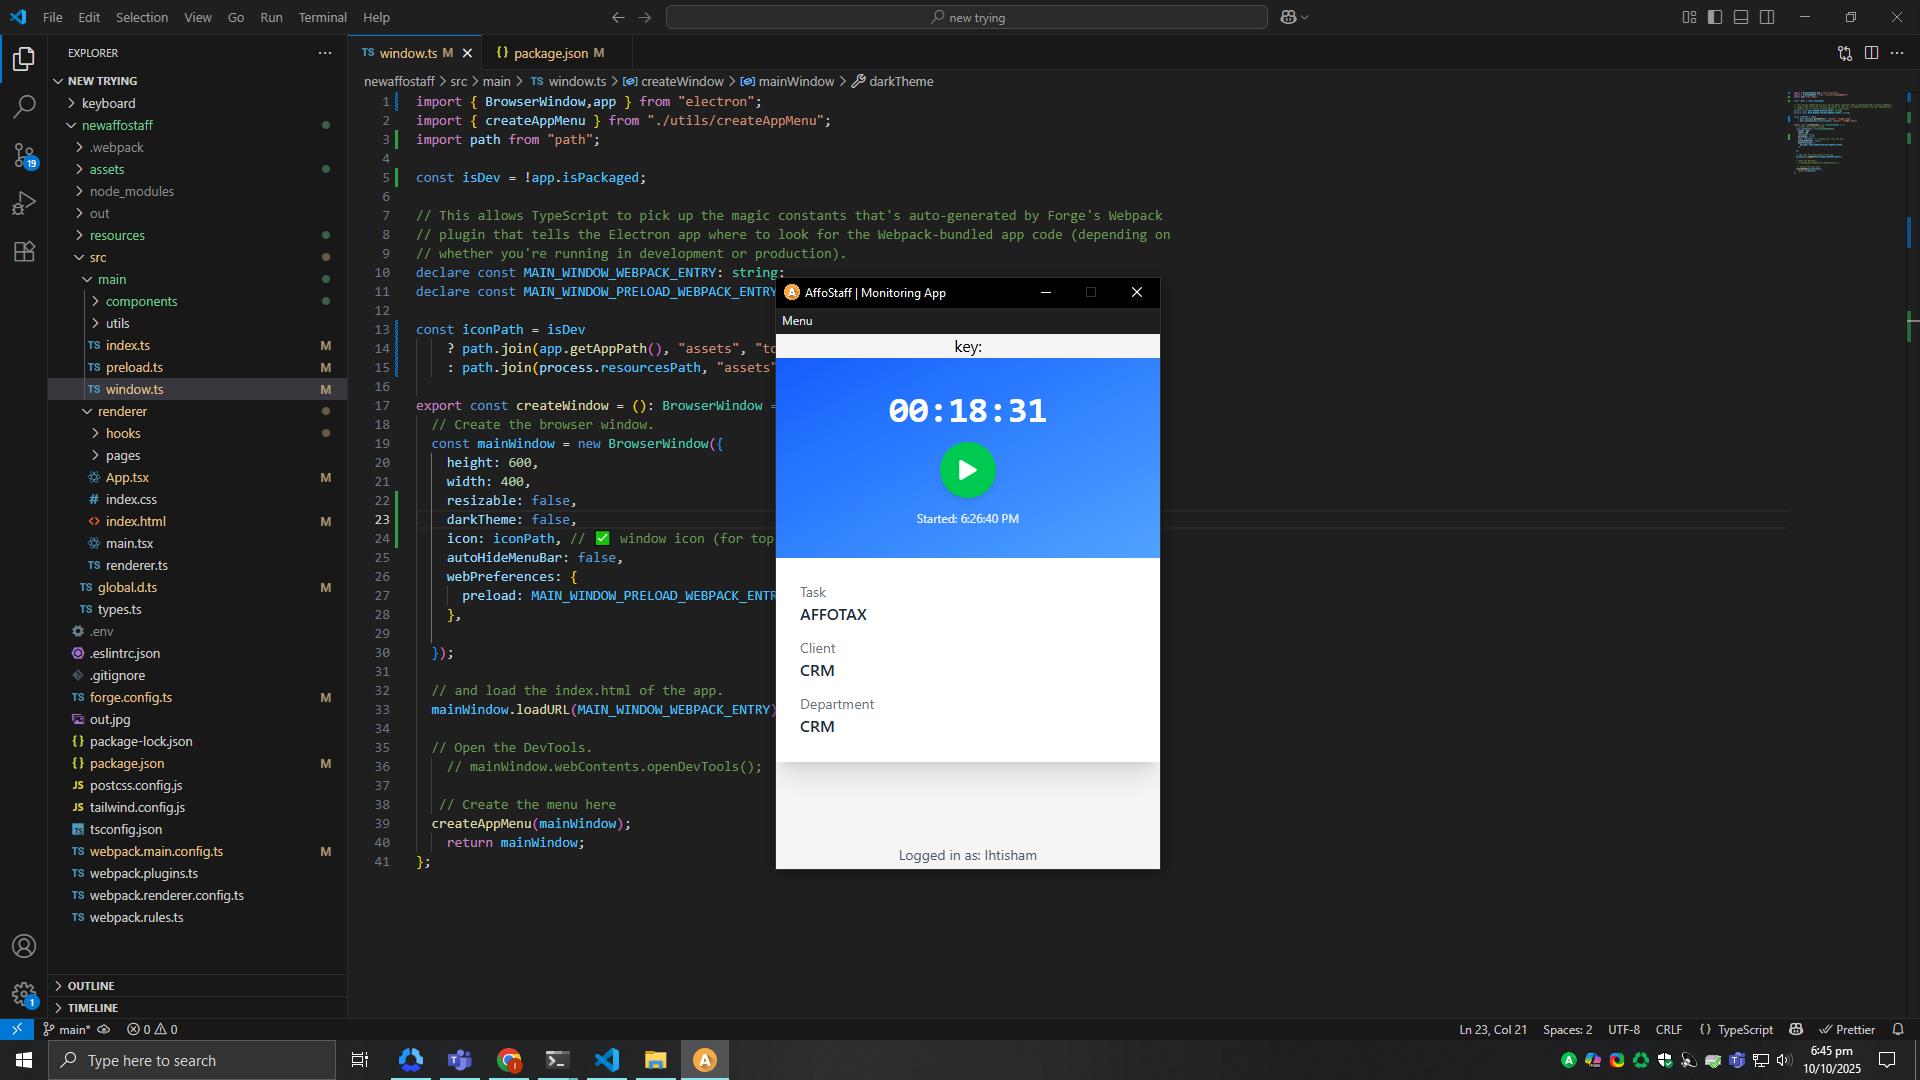 File Edit Selection View Go Run Terminal Help
new trying
EXPLORER
NEW TRYING
keyboard
newaffostaff
.webpack
assets
node_modules
out
resources
src
main
components
utils
TS index.ts M
TS preload.ts M
TS window.ts M
renderer
hooks
pages
App.tsx M
# index.css
<> index.html M
main.tsx
TS renderer.ts
TS global.d.ts M
TS types.ts
.env
.eslintrc.json
.gitignore
TS forge.config.ts M
out.jpg
{} package-lock.json
{} package.json M
JS postcss.config.js
JS tailwind.config.js
tsconfig.json
TS webpack.main.config.ts M
TS webpack.plugins.ts
TS webpack.renderer.config.ts
TS webpack.rules.ts
OUTLINE
TIMELINE
19
1
TS window.ts M
{} package.json M
newaffostaff > src > main > TS window.ts > createWindow > mainWindow > darkTheme
1 import { BrowserWindow,app } from "electron";
2 import { createAppMenu } from "./utils/createAppMenu";
3 import path from "path";
4
5 const isDev = !app.isPackaged;
6
7 // This allows TypeScript to pick up the magic constants that's auto-generated by Forge's Webpack
8 // plugin that tells the Electron app where to look for the Webpack-bundled app code (depending on
9 // whether you're running in development or production).
10 declare const MAIN_WINDOW_WEBPACK_ENTRY: string;
11 declare const MAIN_WINDOW_PRELOAD_WEBPACK_ENTRY
12
13 const iconPath = isDev
14 ? path.join(app.getAppPath(), "assets", "to
15 : path.join(process.resourcesPath, "assets"
16
17 export const createWindow = (): BrowserWindow =
18 // Create the browser window.
19 const mainWindow = new BrowserWindow({
20 height: 600,
21 width: 400,
22 resizable: false,
23 darkTheme: false,
24 icon: iconPath, // ✅ window icon (for top
25 autoHideMenuBar: false,
26 webPreferences: {
27 preload: MAIN_WINDOW_PRELOAD_WEBPACK_ENTR
28 },
29
30 });
31
32 // and load the index.html of the app.
33 mainWindow.loadURL(MAIN_WINDOW_WEBPACK_ENTRY)
34
35 // Open the DevTools.
36 // mainWindow.webContents.openDevTools();
37
38 // Create the menu here
39 createAppMenu(mainWindow);
40 return mainWindow;
41 };
AffoStaff | Monitoring App
Menu
key:
00:18:31
Started: 6:26:40 PM
Task
AFFOTAX
Client
CRM
Department
CRM
Logged in as: Ihtisham
main* 0 0
Ln 23, Col 21 Spaces: 2 UTF-8 CRLF {} TypeScript Prettier
Type here to search
6:45 pm
10/10/2025